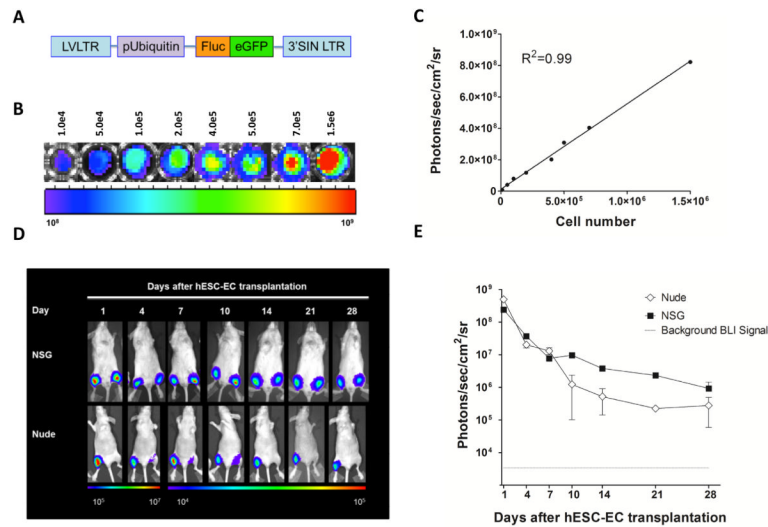 A
LVLTR pUbiquitin Fluc eGFP 3'SIN LTR
B
1.0e4 5.0e4 1.0e5 2.0e5 4.0e5 5.0e5 7.0e5 1.5e6
10⁸ 10⁹
C
Photons/sec/cm²/sr
1.0×10⁹
8.0×10⁸
6.0×10⁸
4.0×10⁸
2.0×10⁸
0
R²=0.99
0 5.0×10⁵ 1.0×10⁶ 1.5×10⁶
Cell number
D
Days after hESC-EC transplantation
Day 1 4 7 10 14 21 28
NSG
Nude
10⁵ 10⁷ 10⁴ 10⁵
E
Photons/sec/cm²/sr
10⁹
10⁸
10⁷
10⁶
10⁵
10⁴
Nude
NSG
Background BLI Signal
1 4 7 10 14 21 28
Days after hESC-EC transplantation